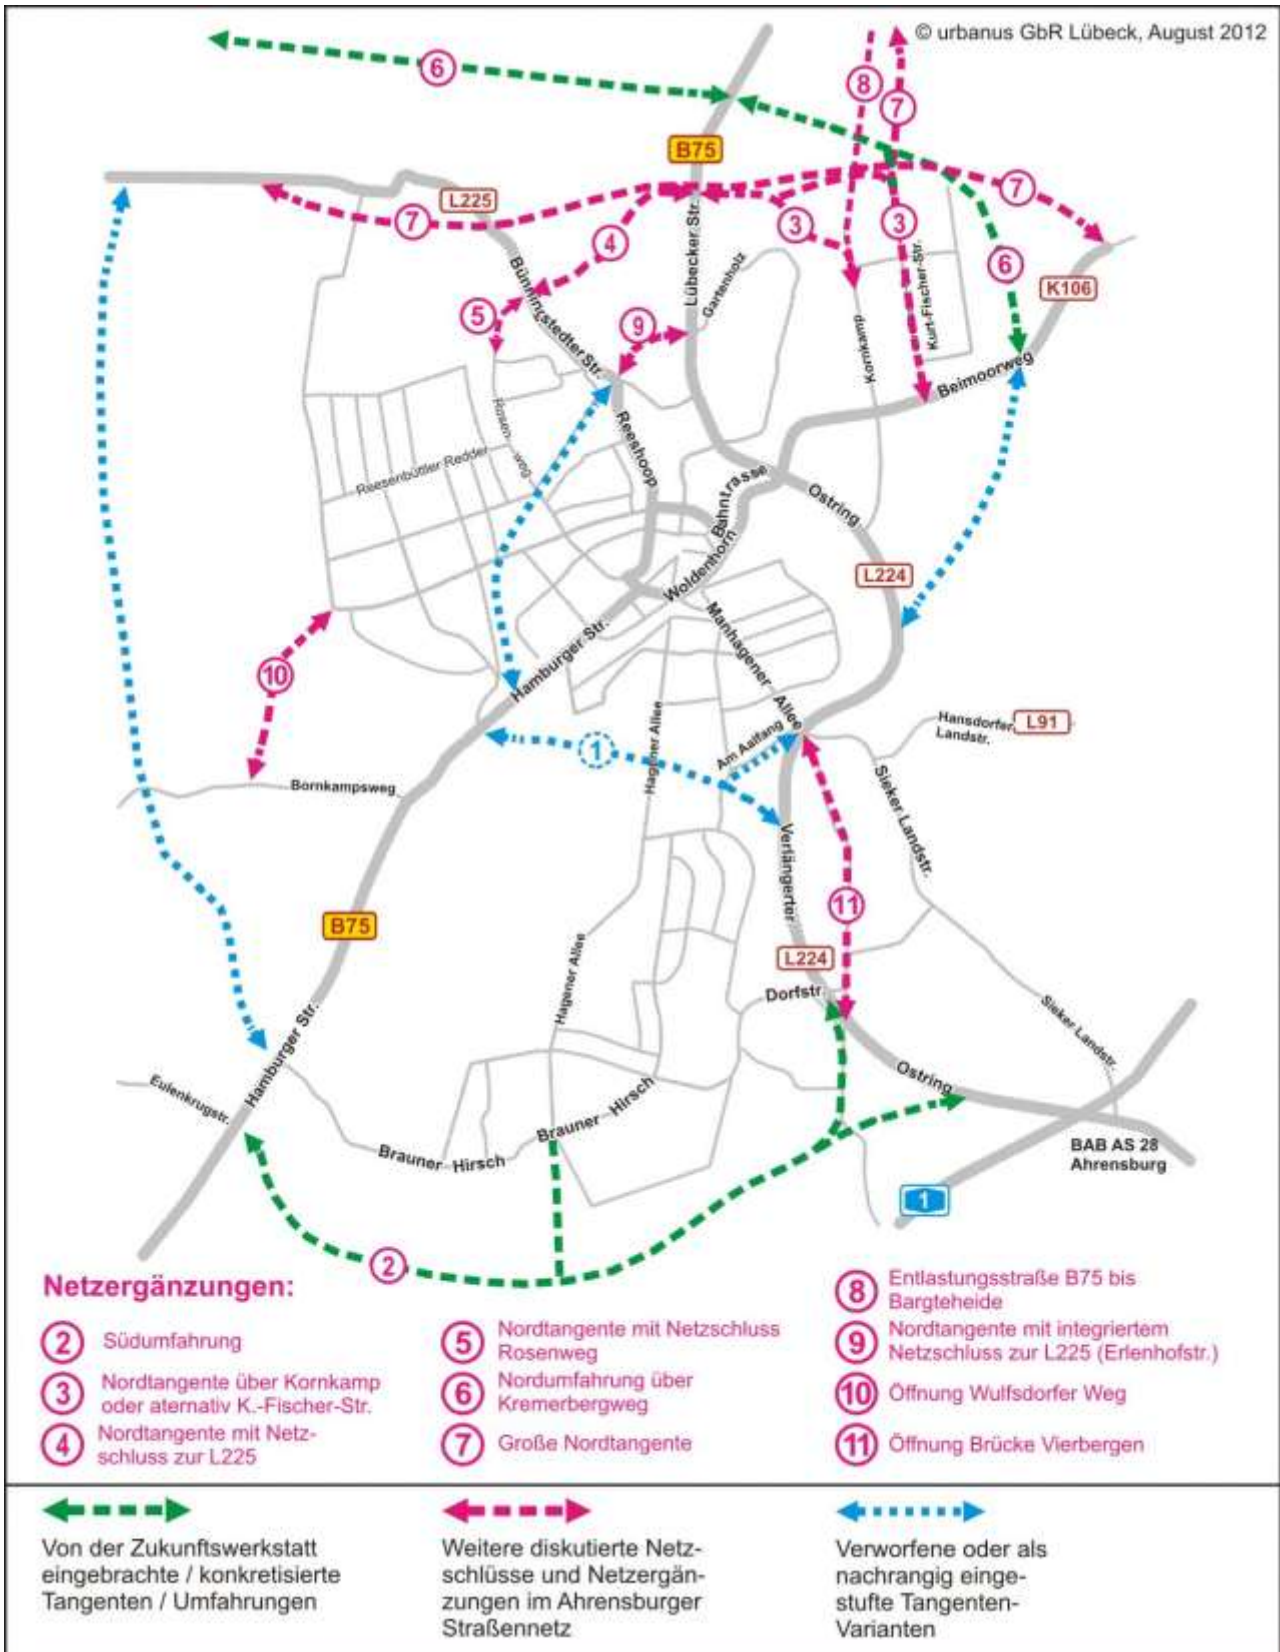 © urbanus GbR Lübeck, August 2012
6
8
7
B75
L225
7
4
3
3
7
6
K106
Lübecker Str.
Gartenholz
Bünningstedter Str.
5
9
Kornkamp
Kurt-Fischer-Str.
Beimoorweg
Rosen-
weg
Reeshoop
Reesenbüttler Redder
Bahntrasse
Ostring
Woldenhorn
L224
Manhagener Allee
Hamburger Str.
10
Hagener Allee
Am Aalfang
Hansdorfer
Landstr.
L91
1
Bornkampsweg
Sieker Landstr.
Verlängerter
11
B75
L224
Dorfstr.
Hagener Allee
Sieker Landstr.
Hamburger Str.
Eulenkrugstr.
Ostring
Brauner Hirsch
Brauner Hirsch
BAB AS 28
Ahrensburg
1
2
Netzergänzungen:
2 Südumfahrung
3 Nordtangente über Kornkamp
oder aternativ K.-Fischer-Str.
4 Nordtangente mit Netz-
schluss zur L225
5 Nordtangente mit Netzschluss
Rosenweg
6 Nordumfahrung über
Kremerbergweg
7 Große Nordtangente
8 Entlastungsstraße B75 bis
Bargteheide
9 Nordtangente mit integriertem
Netzschluss zur L225 (Erlenhofstr.)
10 Öffnung Wulfsdorfer Weg
11 Öffnung Brücke Vierbergen
Von der Zukunftswerkstatt
eingebrachte / konkretisierte
Tangenten / Umfahrungen
Weitere diskutierte Netz-
schlüsse und Netzergän-
zungen im Ahrensburger
Straßennetz
Verworfene oder als
nachrangig einge-
stufte Tangenten-
Varianten